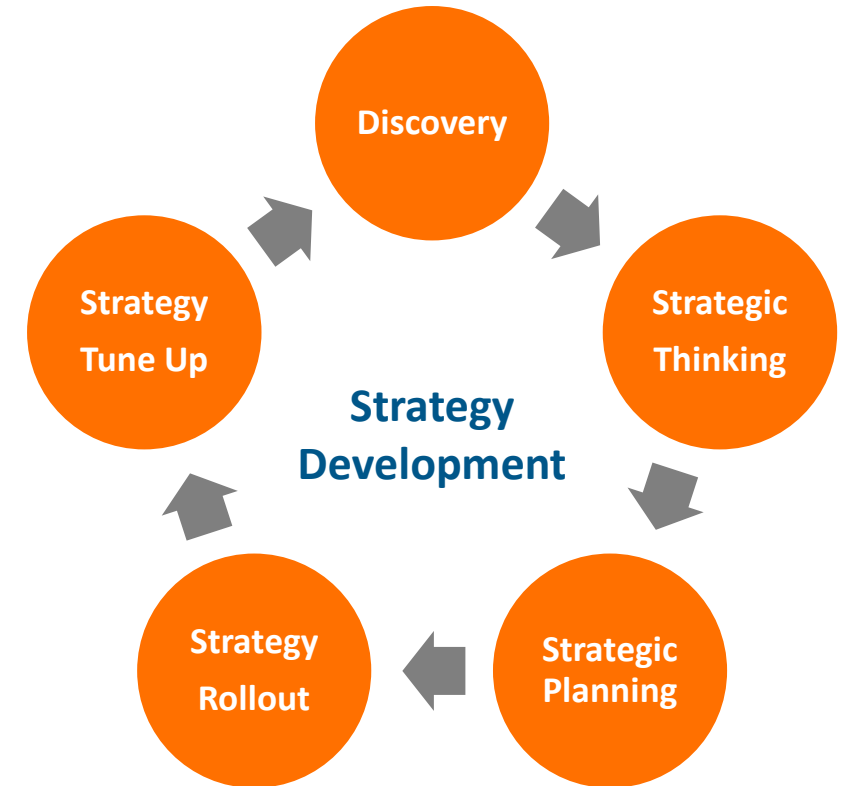 Discovery
Strategic
Thinking
Strategic
Planning
Strategy
Rollout
Strategy
Tune Up
Strategy
Development